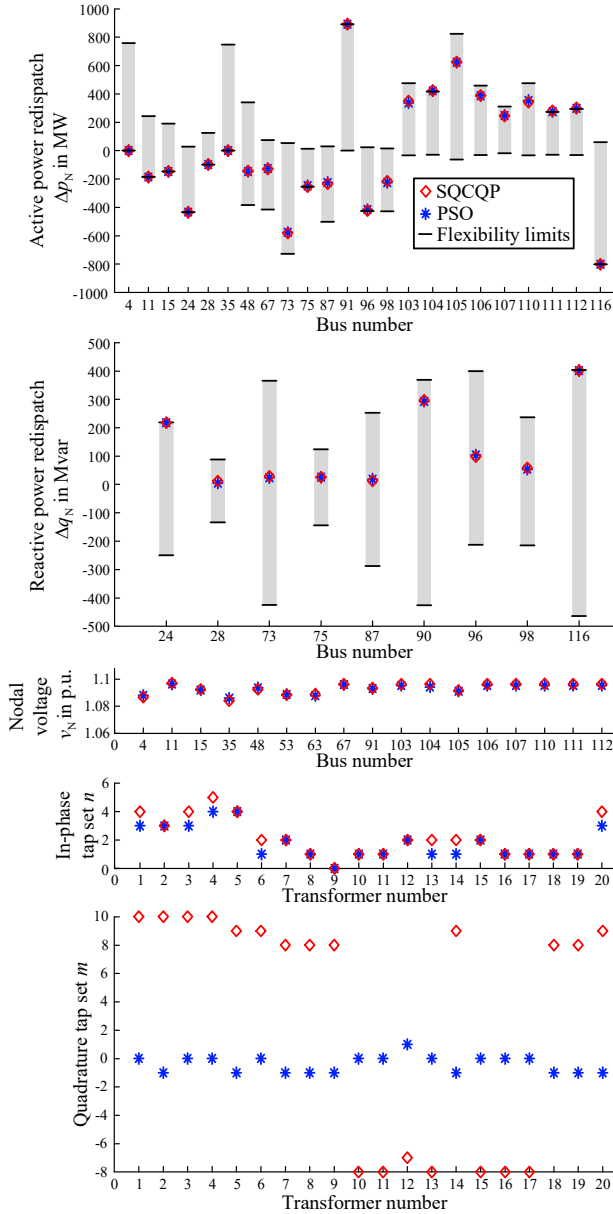 1000
800
600
400
200
0
-200
-400
-600
-800
-1000
Active power redispatch
Δp_N in MW
SQCQP
PSO
Flexibility limits
4 11 15 24 28 35 48 67 73 75 87 91 96 98 103 104 105 106 107 110 111 112 116
Bus number
500
400
300
200
100
0
-100
-200
-300
-400
-500
Reactive power redispatch
Δq_N in Mvar
24 28 73 75 87 90 96 98 116
Bus number
1.1
1.08
1.06
Nodal
voltage
v_N in p.u.
0 4 11 15 35 48 53 63 67 91 103 104 105 106 107 110 111 112
Bus number
6
4
2
0
In-phase
tap set n
0 1 2 3 4 5 6 7 8 9 10 11 12 13 14 15 16 17 18 19 20
Transformer number
10
8
6
4
2
0
-2
-4
-6
-8
Quadrature tap set m
0 1 2 3 4 5 6 7 8 9 10 11 12 13 14 15 16 17 18 19 20
Transformer number